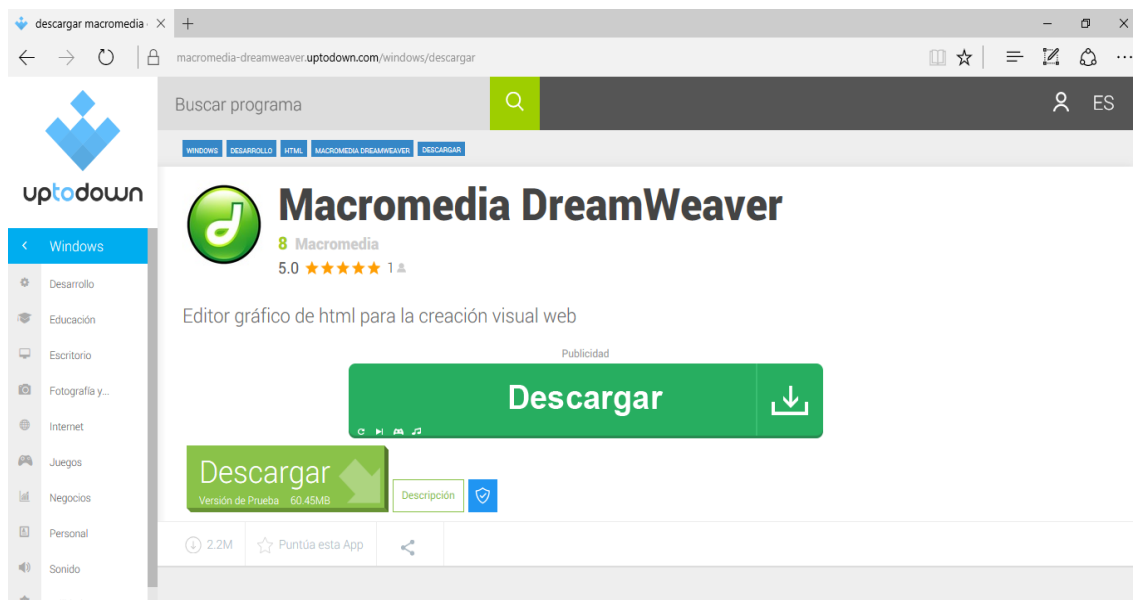 descargar macromedia
macromedia-dreamweaver.uptodown.com/windows/descargar
uptodown
Buscar programa
ES
WINDOWS DESARROLLO HTML MACROMEDIA DREAMWEAVER DESCARGAR
Macromedia DreamWeaver
8 Macromedia
5.0 1
Editor gráfico de html para la creación visual web
Publicidad
Descargar
Descargar
Versión de Prueba 60.45MB
Descripción
2.2M Puntúa esta App
Windows
Desarrollo
Educación
Escritorio
Fotografía y...
Internet
Juegos
Negocios
Personal
Sonido